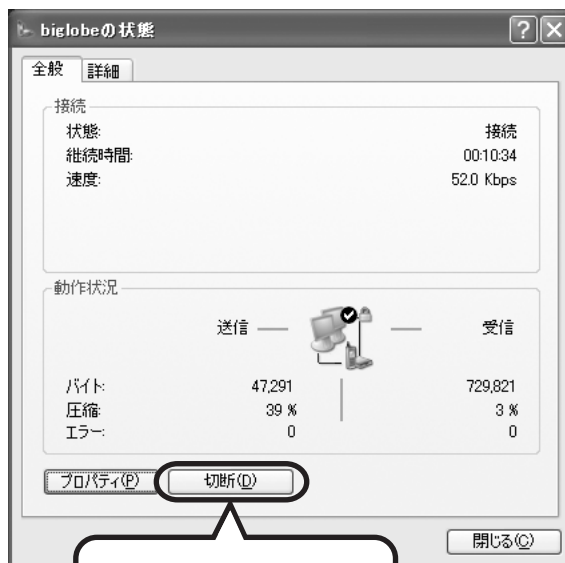 biglobeの状態
全般 詳細
接続
状態: 接続
継続時間: 00:10:34
速度: 52.0 Kbps
動作状況
送信 — — 受信
バイト: 47,291 729,821
圧縮: 39 % 3 %
エラー: 0 0
プロパティ(P) 切断(D)
閉じる(C)